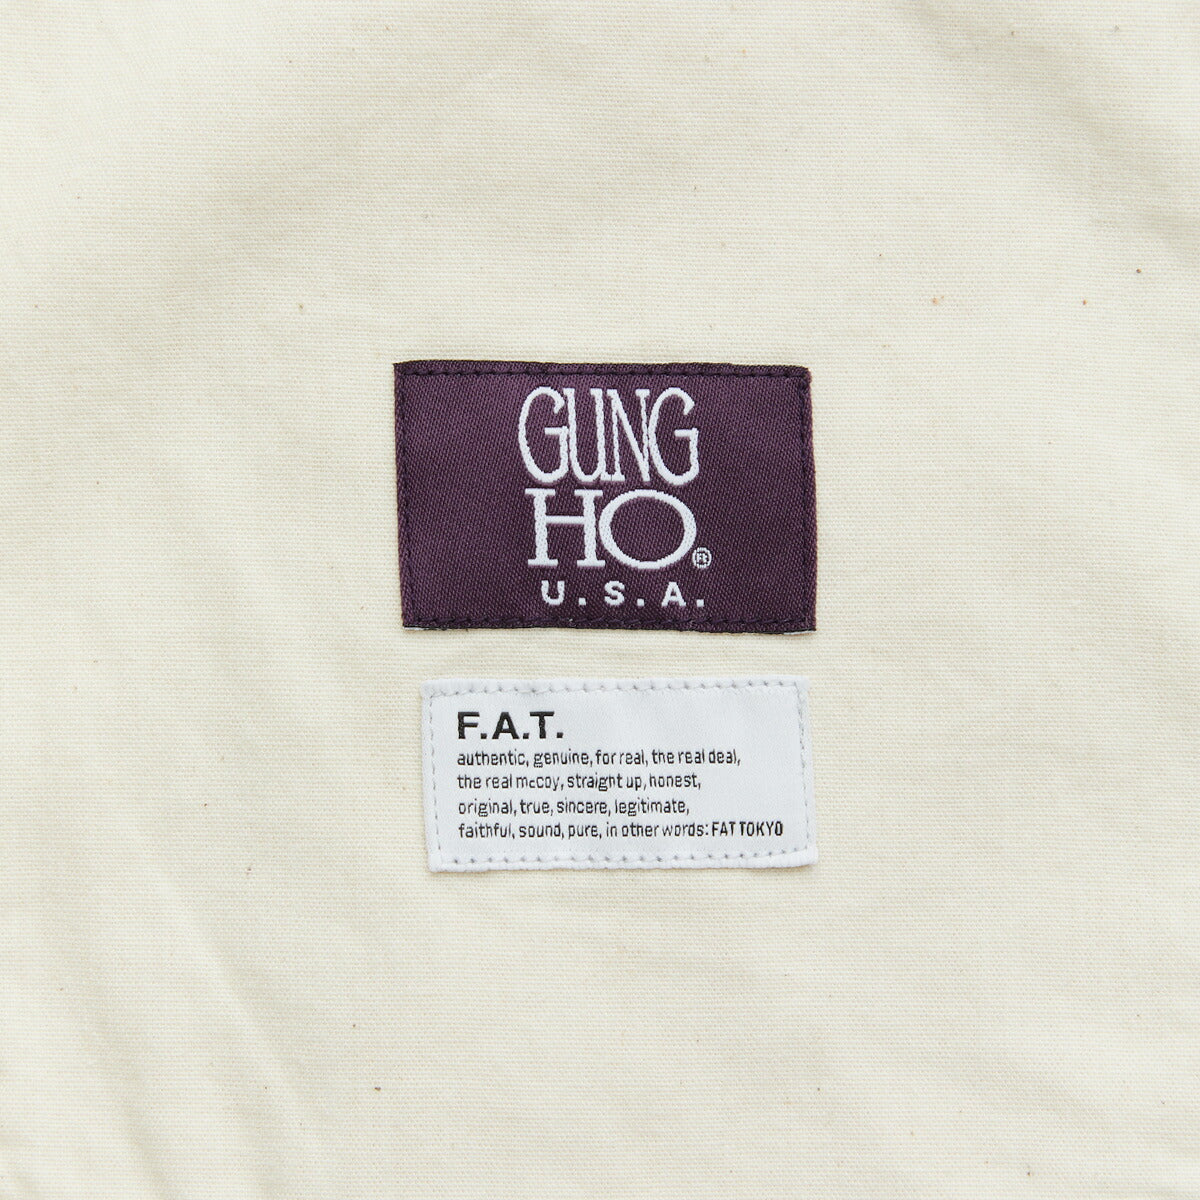 GUNG
HO®
U.S.A.
F.A.T.
authentic, genuine, for real, the real deal,
the real mccoy, straight up, honest,
original, true, sincere, legitimate,
faithful, sound, pure, in other words: FAT TOKYO